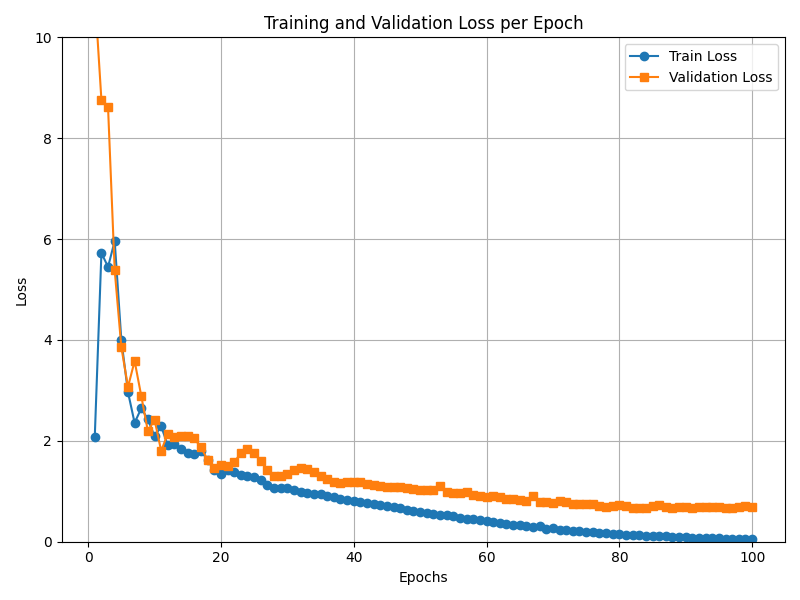 Training and Validation Loss per Epoch
10
8
6
4
2
0
Loss
Train Loss
Validation Loss
0 20 40 60 80 100
Epochs